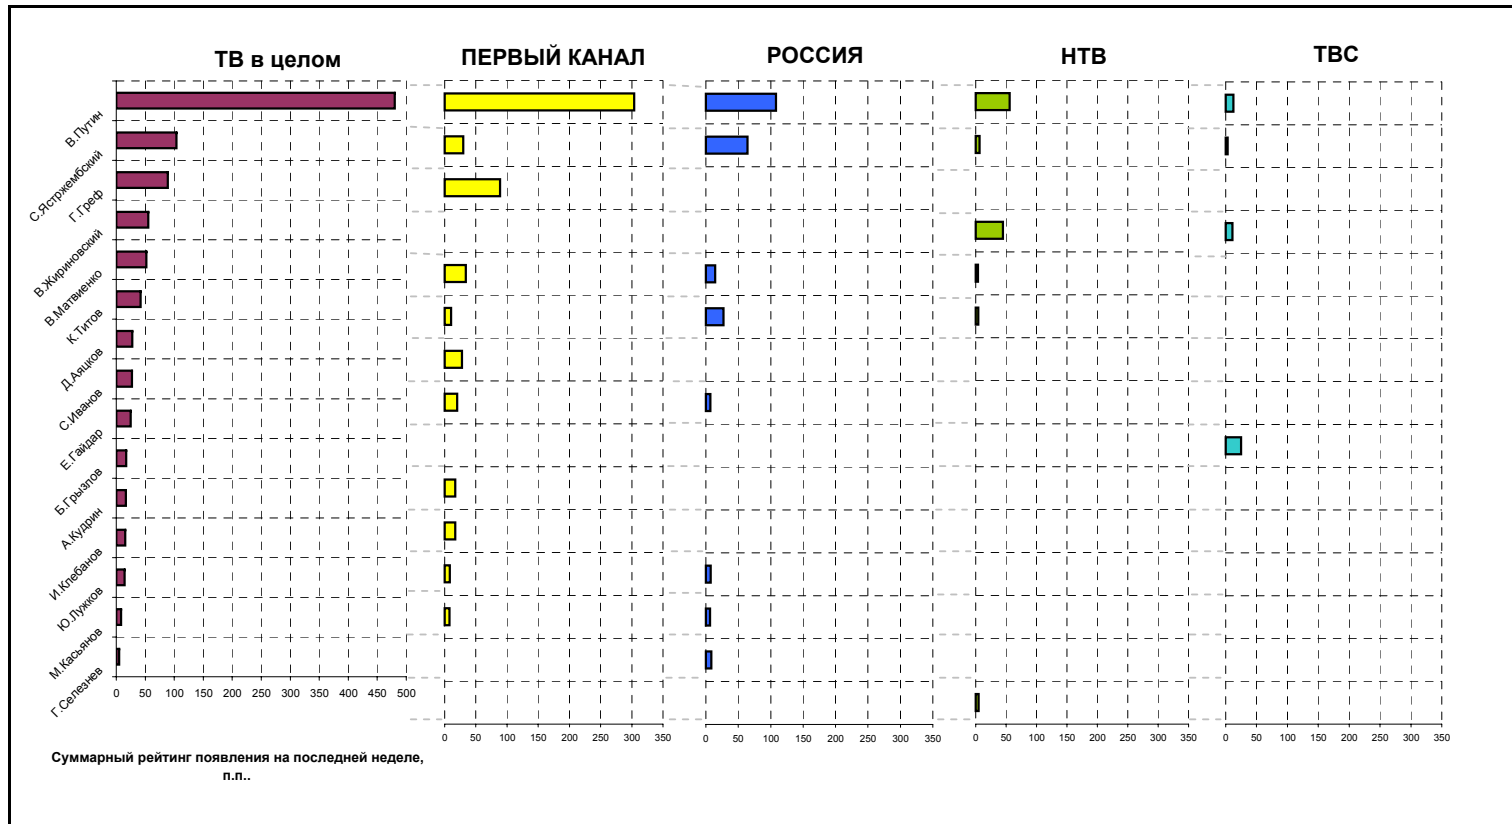 ТВ в целом
ПЕРВЫЙ КАНАЛ
РОССИЯ
НТВ
ТВС
В.Путин
С.Ястржембский
Г.Греф
В.Жириновский
В.Матвиенко
К.Титов
Д.Аяцков
С.Иванов
Е.Гайдар
Б.Грызлов
А.Кудрин
И.Клебанов
Ю.Лужков
М.Касьянов
Г.Селезнев
0 50 100 150 200 250 300 350 400 450 500
0 50 100 150 200 250 300 350
0 50 100 150 200 250 300 350
0 50 100 150 200 250 300 350
0 50 100 150 200 250 300 350
Суммарный рейтинг появления на последней неделе,
п.п..